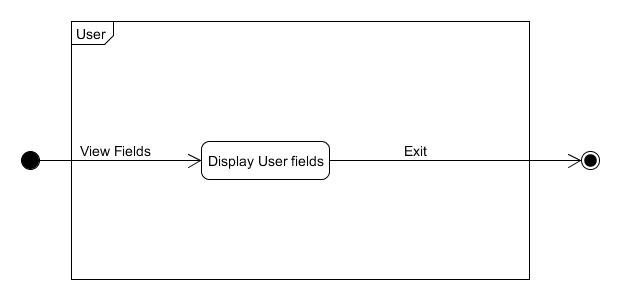 User
View Fields
Display User fields
Exit